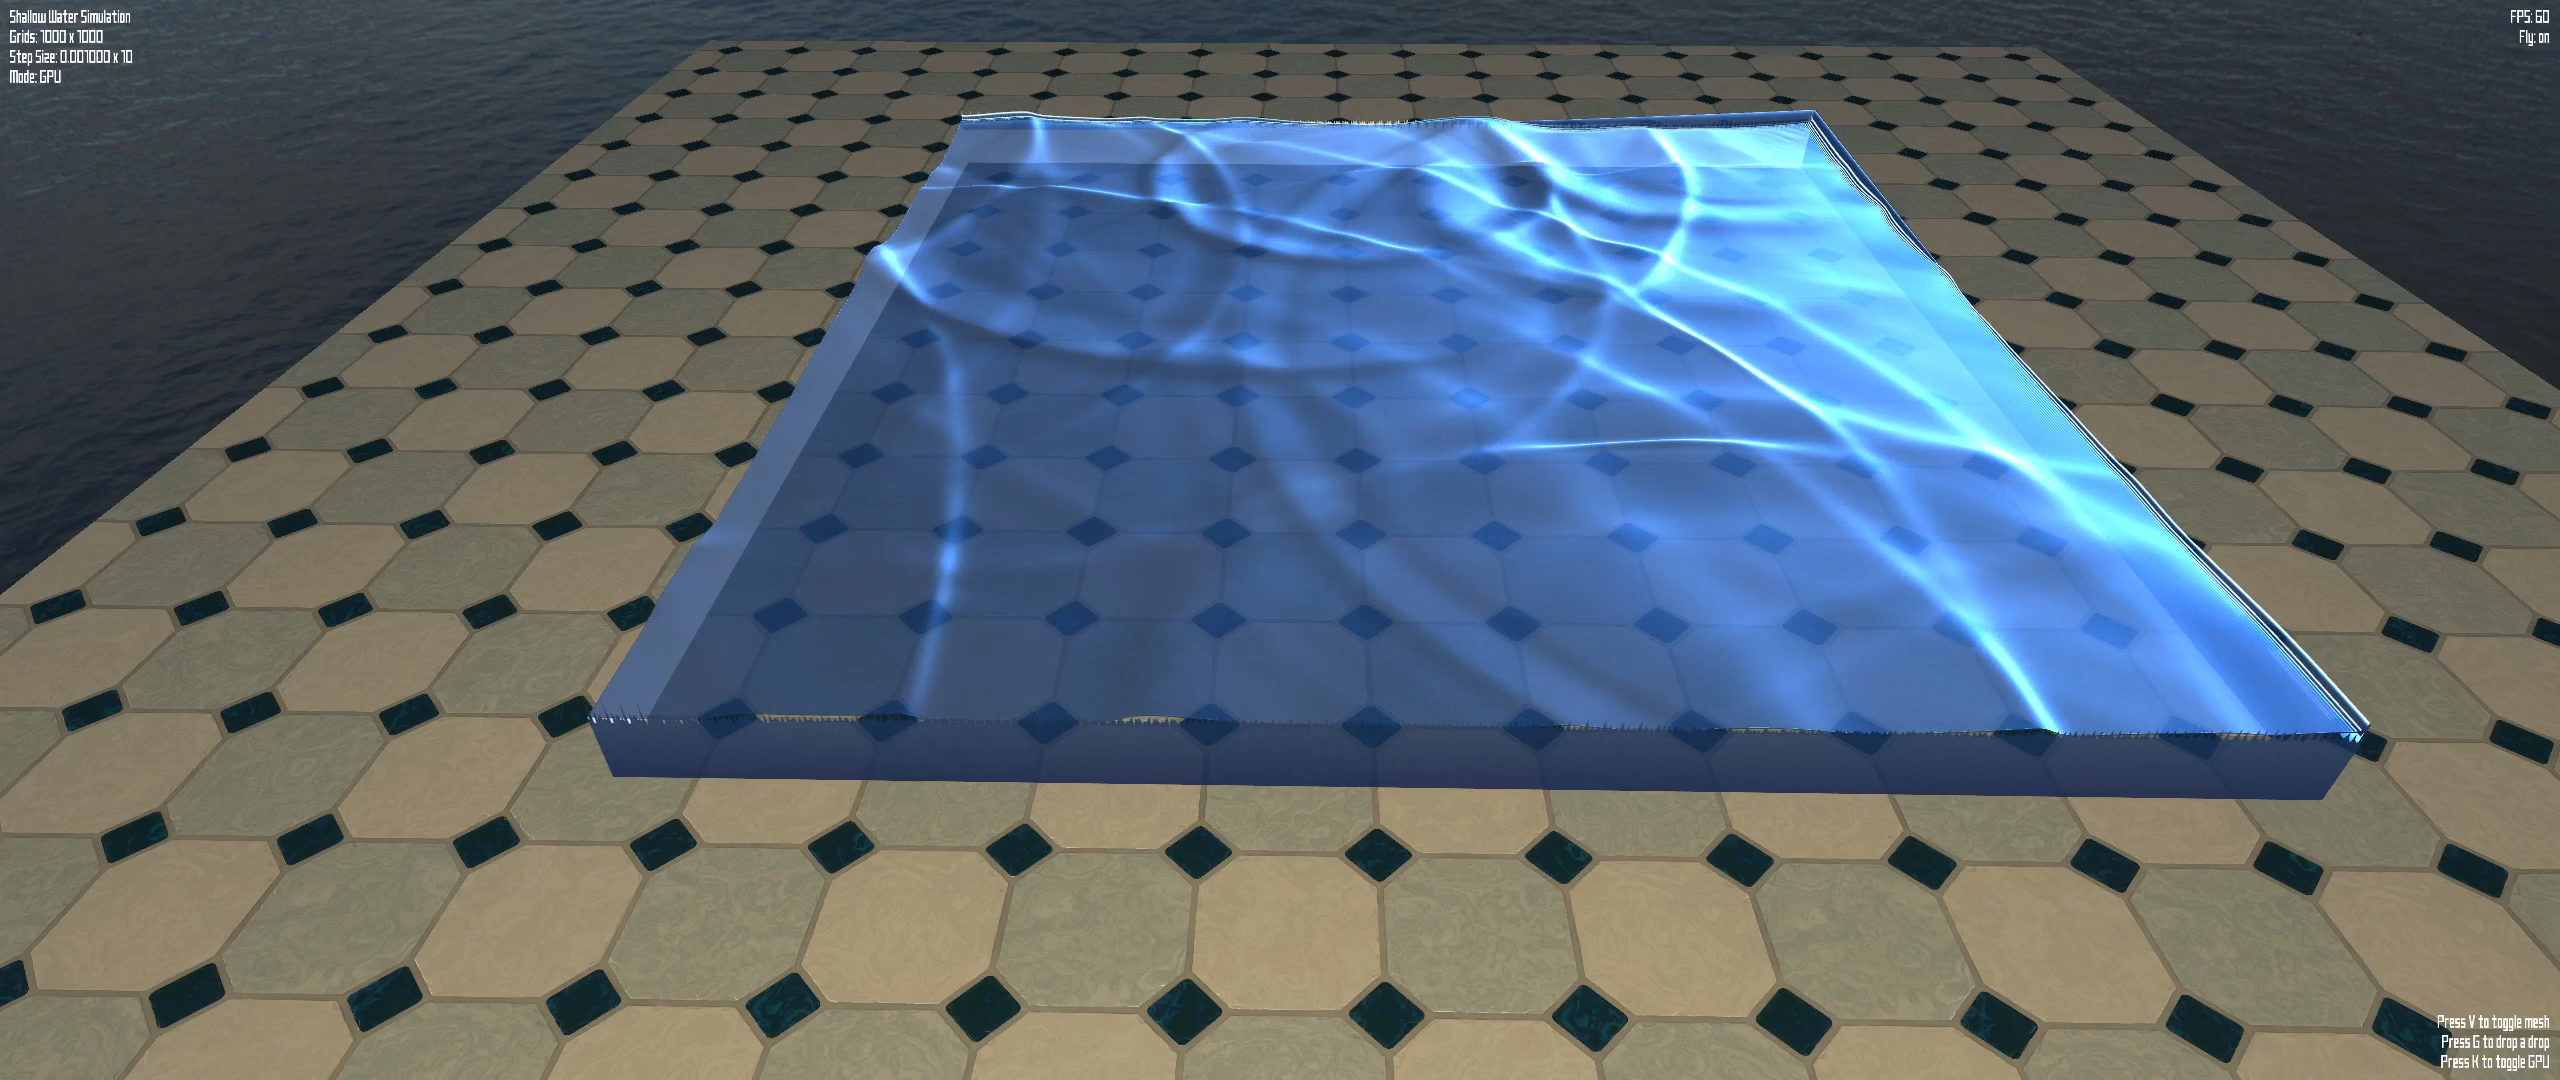 Shallow Water Simulation
Grids: 1000 x 1000
Step Size: 0.001000 x 10
Mode: GPU
FPS: 60
Fly: on
Press V to toggle mesh
Press G to drop a drop
Press K to toggle GPU